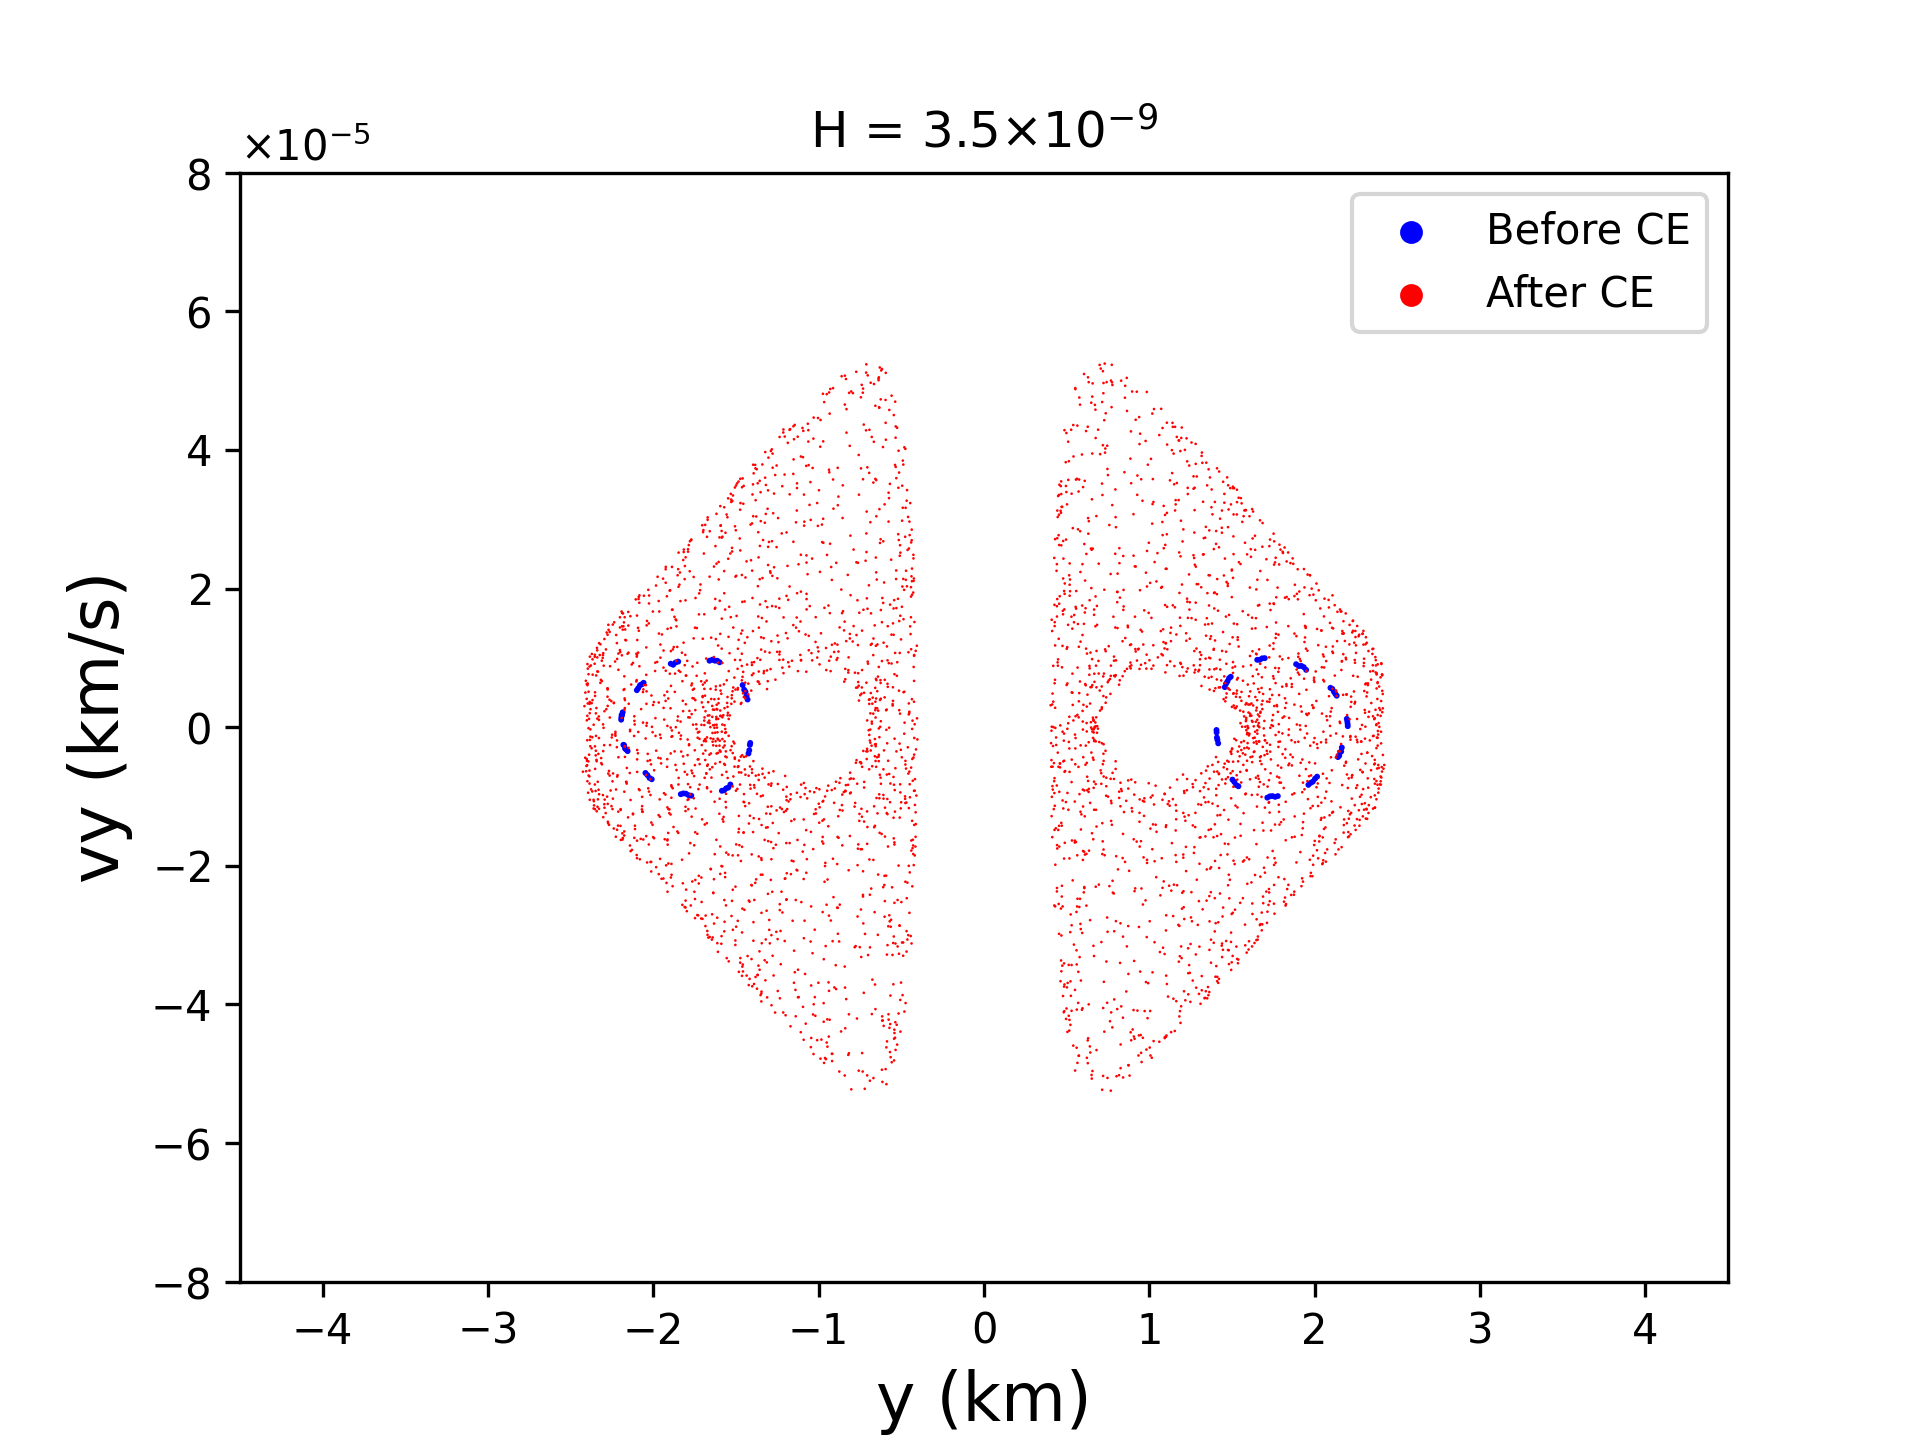 H = 3.5×10⁻⁹
×10⁻⁵
Before CE
After CE
8
6
4
2
0
−2
−4
−6
−8
vy (km/s)
−4 −3 −2 −1 0 1 2 3 4
y (km)